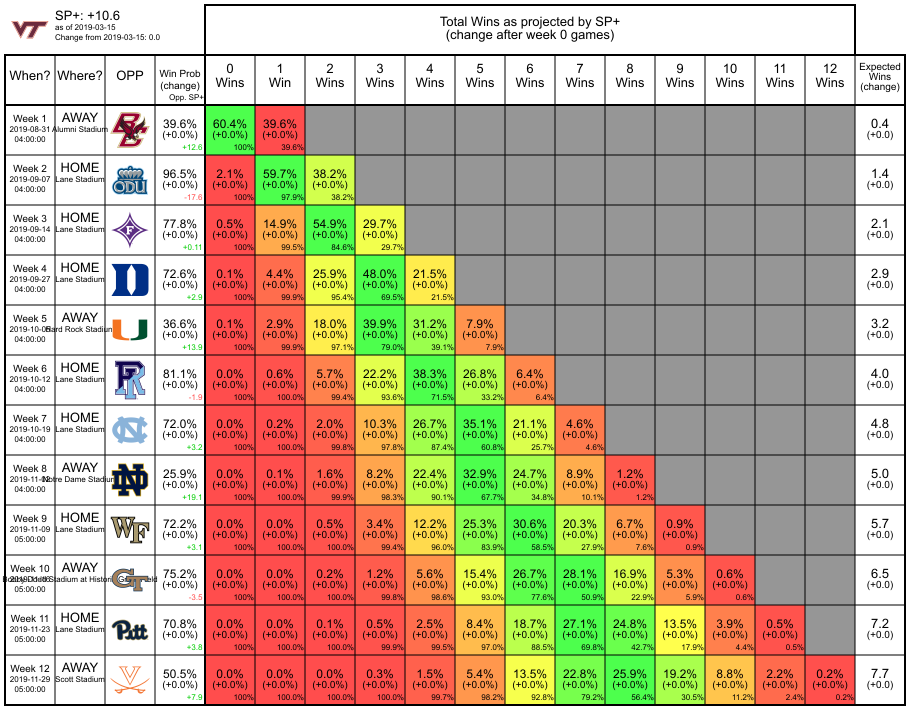 SP+: +10.6
as of 2019-03-15
Change from 2019-03-15: 0.0
Total Wins as projected by SP+
(change after week 0 games)
When? Where? OPP Win Prob (change) Opp. SP+ 0 Wins 1 Win 2 Wins 3 Wins 4 Wins 5 Wins 6 Wins 7 Wins 8 Wins 9 Wins 10 Wins 11 Wins 12 Wins Expected Wins (change)
Week 1 AWAY 39.6% 60.4% 39.6% 0.4
2019-08-31 Alumni Stadium BC (+0.0%) (+0.0%) (+0.0%) (+0.0)
04:00:00 +12.6 100% 39.6%
Week 2 HOME 96.5% 2.1% 59.7% 38.2% 1.4
2019-09-07 Lane Stadium ODU (+0.0%) (+0.0%) (+0.0%) (+0.0%) (+0.0)
04:00:00 -17.6 100% 97.9% 38.2%
Week 3 HOME 77.8% 0.5% 14.9% 54.9% 29.7% 2.1
2019-09-14 Lane Stadium F (+0.0%) (+0.0%) (+0.0%) (+0.0%) (+0.0%) (+0.0)
04:00:00 +0.11 100% 99.5% 84.6% 29.7%
Week 4 HOME 72.6% 0.1% 4.4% 25.9% 48.0% 21.5% 2.9
2019-09-27 Lane Stadium D (+0.0%) (+0.0%) (+0.0%) (+0.0%) (+0.0%) (+0.0%) (+0.0)
04:00:00 +2.9 100% 99.9% 95.4% 69.5% 21.5%
Week 5 AWAY 36.6% 0.1% 2.9% 18.0% 39.9% 31.2% 7.9% 3.2
Hard Rock Stadium U (+0.0%) (+0.0%) (+0.0%) (+0.0%) (+0.0%) (+0.0%) (+0.0%) (+0.0)
04:00:00 +13.9 100% 99.9% 97.1% 79.0% 39.1% 7.9%
Week 6 HOME 81.1% 0.0% 0.6% 5.7% 22.2% 38.3% 26.8% 6.4% 4.0
2019-10-12 Lane Stadium (+0.0%) (+0.0%) (+0.0%) (+0.0%) (+0.0%) (+0.0%) (+0.0%) (+0.0%) (+0.0)
04:00:00 -1.9 100% 100.0% 99.4% 93.6% 71.5% 33.2% 6.4%
Week 7 HOME 72.0% 0.0% 0.2% 2.0% 10.3% 26.7% 35.1% 21.1% 4.6% 4.8
2019-10-19 Lane Stadium NC (+0.0%) (+0.0%) (+0.0%) (+0.0%) (+0.0%) (+0.0%) (+0.0%) (+0.0%) (+0.0%) (+0.0)
04:00:00 +3.2 100% 100.0% 99.8% 97.8% 87.4% 60.8% 25.7% 4.6%
Week 8 AWAY 25.9% 0.0% 0.1% 1.6% 8.2% 22.4% 32.9% 24.7% 8.9% 1.2% 5.0
Notre Dame Stadium ND (+0.0%) (+0.0%) (+0.0%) (+0.0%) (+0.0%) (+0.0%) (+0.0%) (+0.0%) (+0.0%) (+0.0%) (+0.0)
04:00:00 +19.1 100% 100.0% 99.9% 98.3% 90.1% 67.7% 34.8% 10.1% 1.2%
Week 9 HOME 72.2% 0.0% 0.0% 0.5% 3.4% 12.2% 25.3% 30.6% 20.3% 6.7% 0.9% 5.7
2019-11-09 Lane Stadium WF (+0.0%) (+0.0%) (+0.0%) (+0.0%) (+0.0%) (+0.0%) (+0.0%) (+0.0%) (+0.0%) (+0.0%) (+0.0%) (+0.0)
05:00:00 +3.1 100% 100.0% 100.0% 99.4% 96.0% 83.9% 58.5% 27.9% 7.6% 0.9%
Week 10 AWAY 75.2% 0.0% 0.0% 0.2% 1.2% 5.6% 15.4% 26.7% 28.1% 16.9% 5.3% 0.6% 6.5
Stadium at GT (+0.0%) (+0.0%) (+0.0%) (+0.0%) (+0.0%) (+0.0%) (+0.0%) (+0.0%) (+0.0%) (+0.0%) (+0.0%) (+0.0%) (+0.0)
05:00:00 -3.5 100% 100.0% 100.0% 99.8% 98.6% 93.0% 77.6% 50.9% 22.9% 5.9% 0.6%
Week 11 HOME 70.8% 0.0% 0.0% 0.1% 0.5% 2.5% 8.4% 18.7% 27.1% 24.8% 13.5% 3.9% 0.5% 7.2
2019-11-23 Lane Stadium Pitt (+0.0%) (+0.0%) (+0.0%) (+0.0%) (+0.0%) (+0.0%) (+0.0%) (+0.0%) (+0.0%) (+0.0%) (+0.0%) (+0.0%) (+0.0%) (+0.0)
05:00:00 +3.8 100% 100.0% 100.0% 99.9% 99.5% 97.0% 88.5% 69.8% 42.7% 17.9% 4.4% 0.5%
Week 12 AWAY 50.5% 0.0% 0.0% 0.0% 0.3% 1.5% 5.4% 13.5% 22.8% 25.9% 19.2% 8.8% 2.2% 0.2% 7.7
2019-11-29 Scott Stadium V (+0.0%) (+0.0%) (+0.0%) (+0.0%) (+0.0%) (+0.0%) (+0.0%) (+0.0%) (+0.0%) (+0.0%) (+0.0%) (+0.0%) (+0.0%) (+0.0%) (+0.0)
05:00:00 +7.9 100% 100.0% 100.0% 100.0% 99.7% 98.2% 92.8% 79.2% 56.4% 30.5% 11.2% 2.4% 0.2%